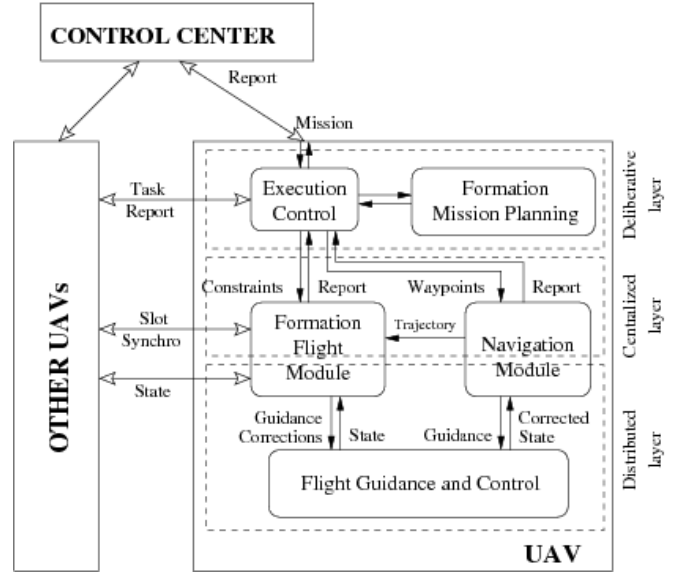 CONTROL CENTER
Report
Mission
Execution
Control
Formation
Mission Planning
Deliberative
layer
Task
Report
Constraints
Report
Waypoints
Report
Formation
Flight
Module
Trajectory
Navigation
Module
Centralized
layer
Slot
Synchro
State
OTHER UAVs
Guidance
Corrections
State
Guidance
Corrected
State
Flight Guidance and Control
Distributed
layer
UAV